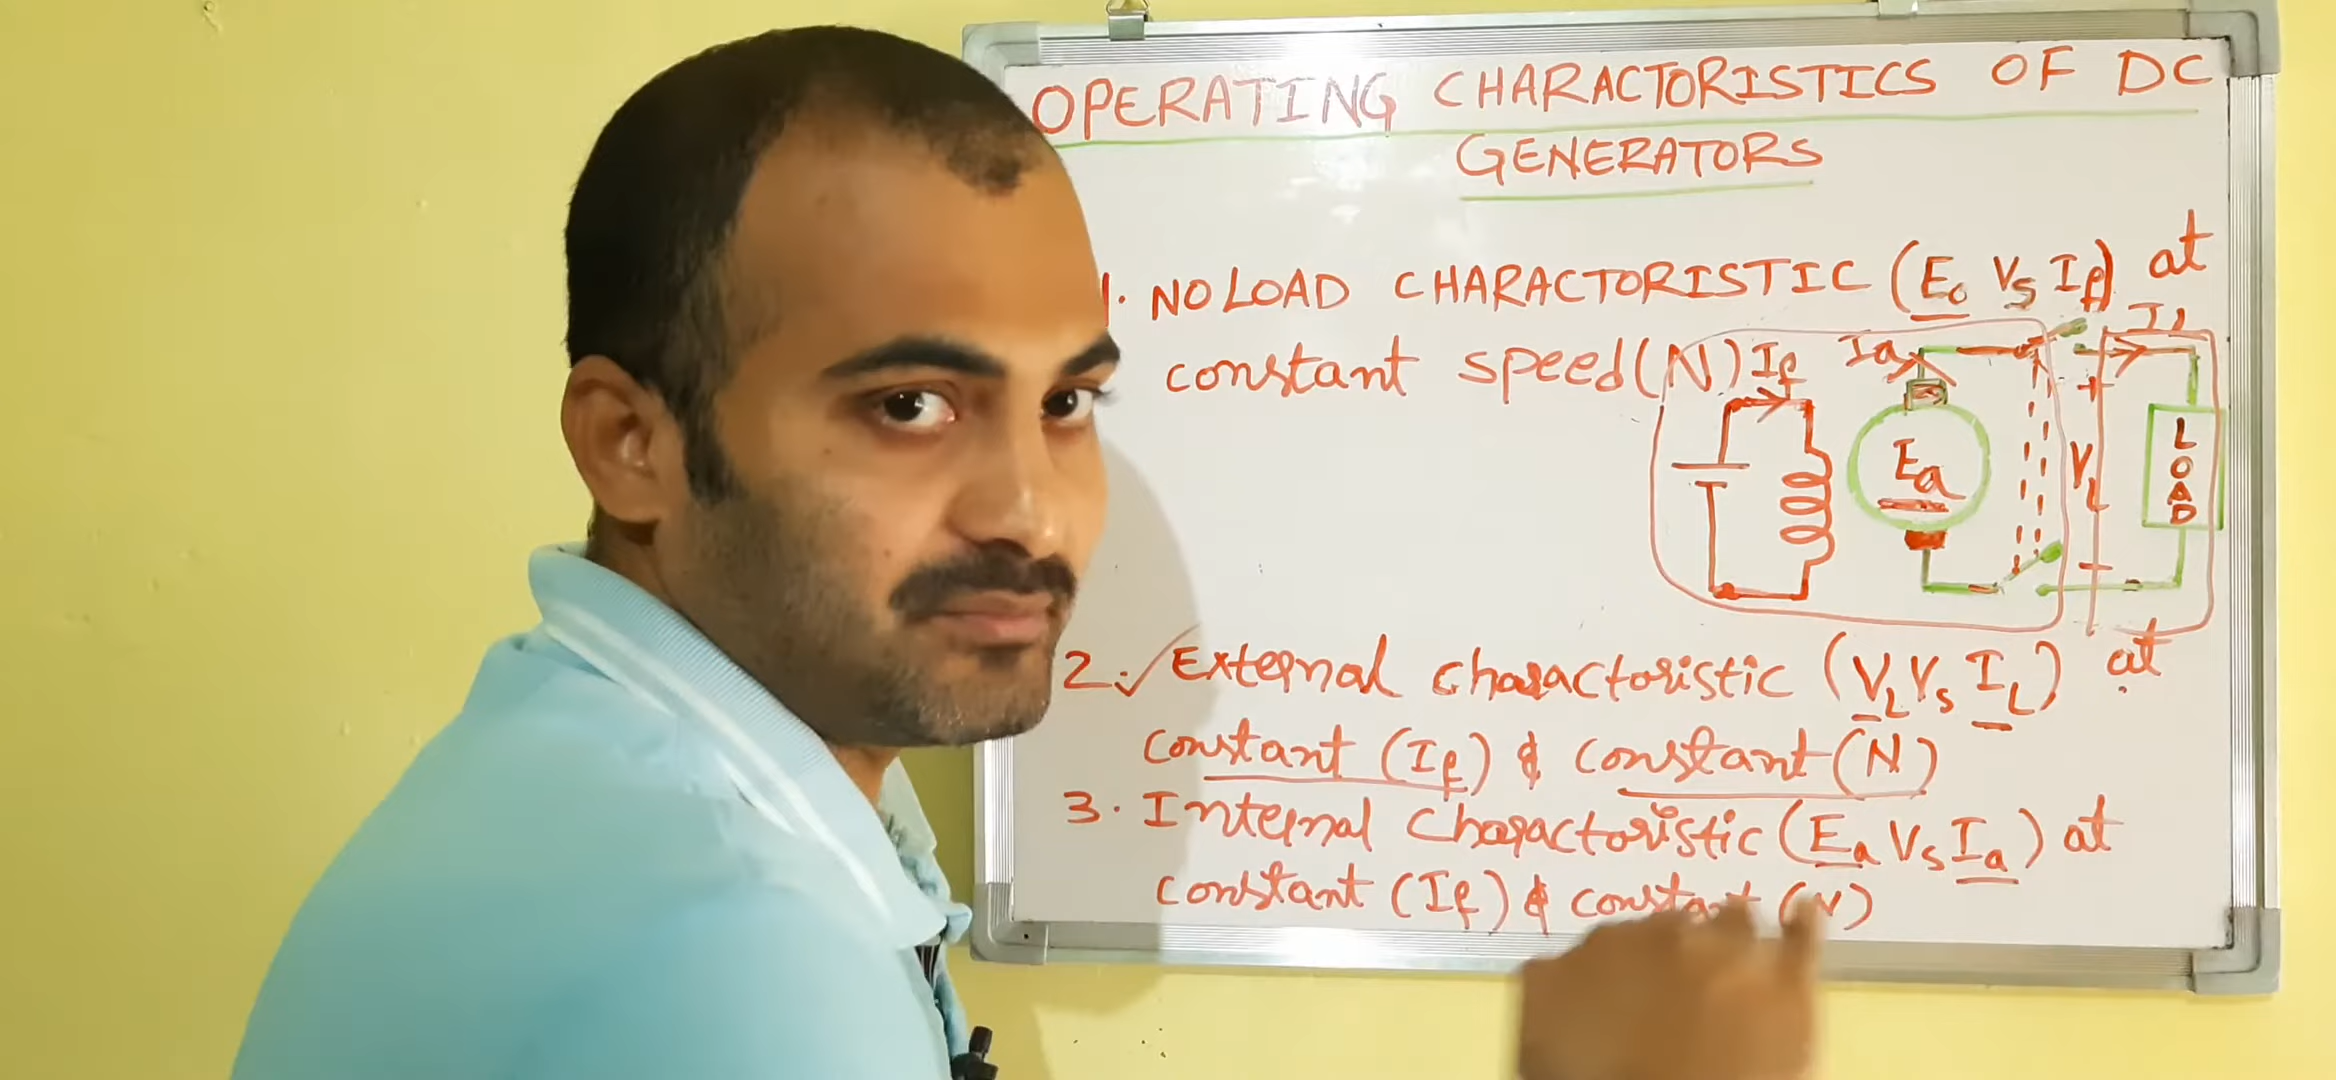 OPERATING CHARACTORISTICS OF DC
GENERATORS
1. NO LOAD CHARACTORISTIC (Eo Vs If) at
constant speed (N)
If
Ia
IL
Ea
+
VL
-
LOAD
2. ✓ External charactoristic (VL Vs IL) at
constant (If) & constant (N)
3. Internal charactoristic (Ea Vs Ia) at
constant (If) & constant (N)